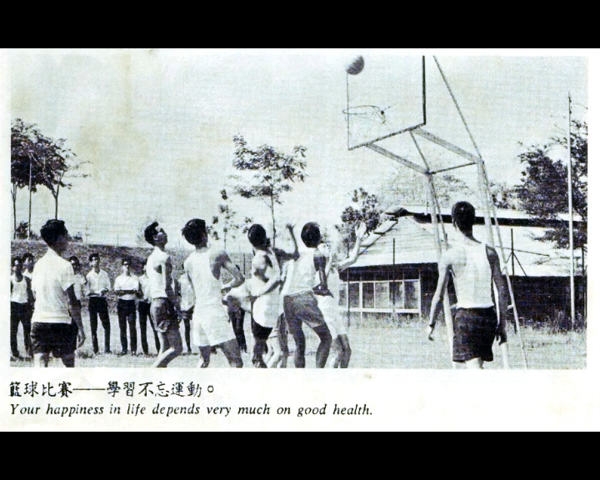 籃球比賽——學習不忘運動。
Your happiness in life depends very much on good health.